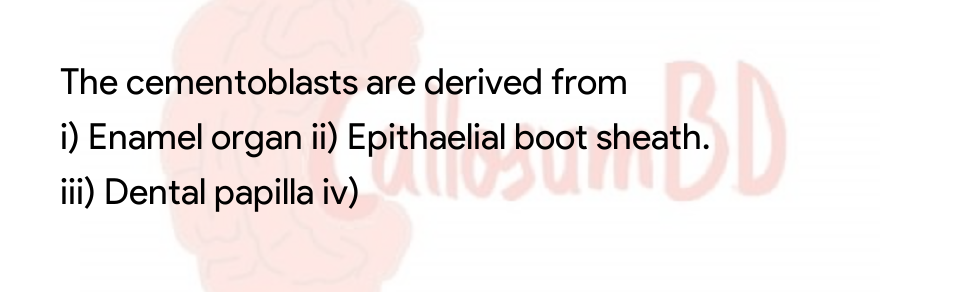 The cementoblasts are derived from
i) Enamel organ ii) Epithaelial boot sheath.
iii) Dental papilla iv)
CallosumBD